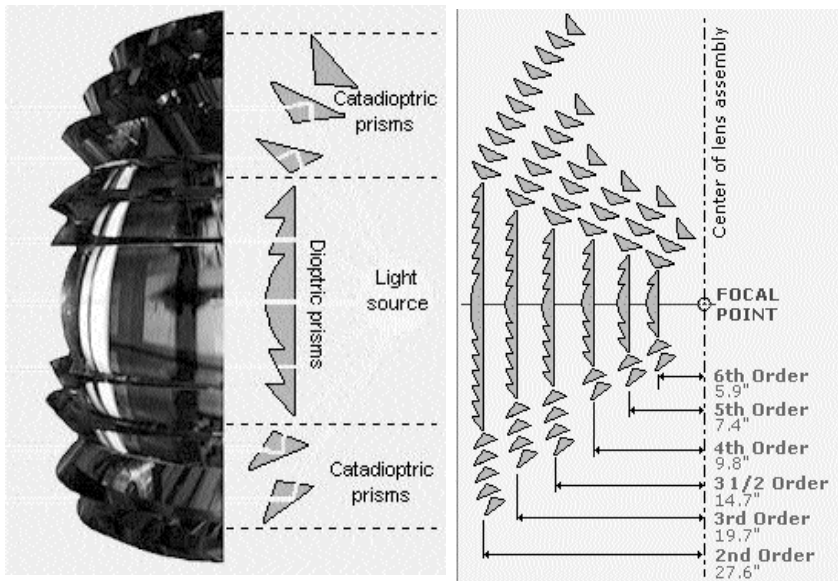 Catadioptric
prisms
Dioptric prisms
Light
source
Catadioptric
prisms
Center of lens assembly
FOCAL
POINT
6th Order
5.9"
5th Order
7.4"
4th Order
9.8"
3 1/2 Order
14.7"
3rd Order
19.7"
2nd Order
27.6"